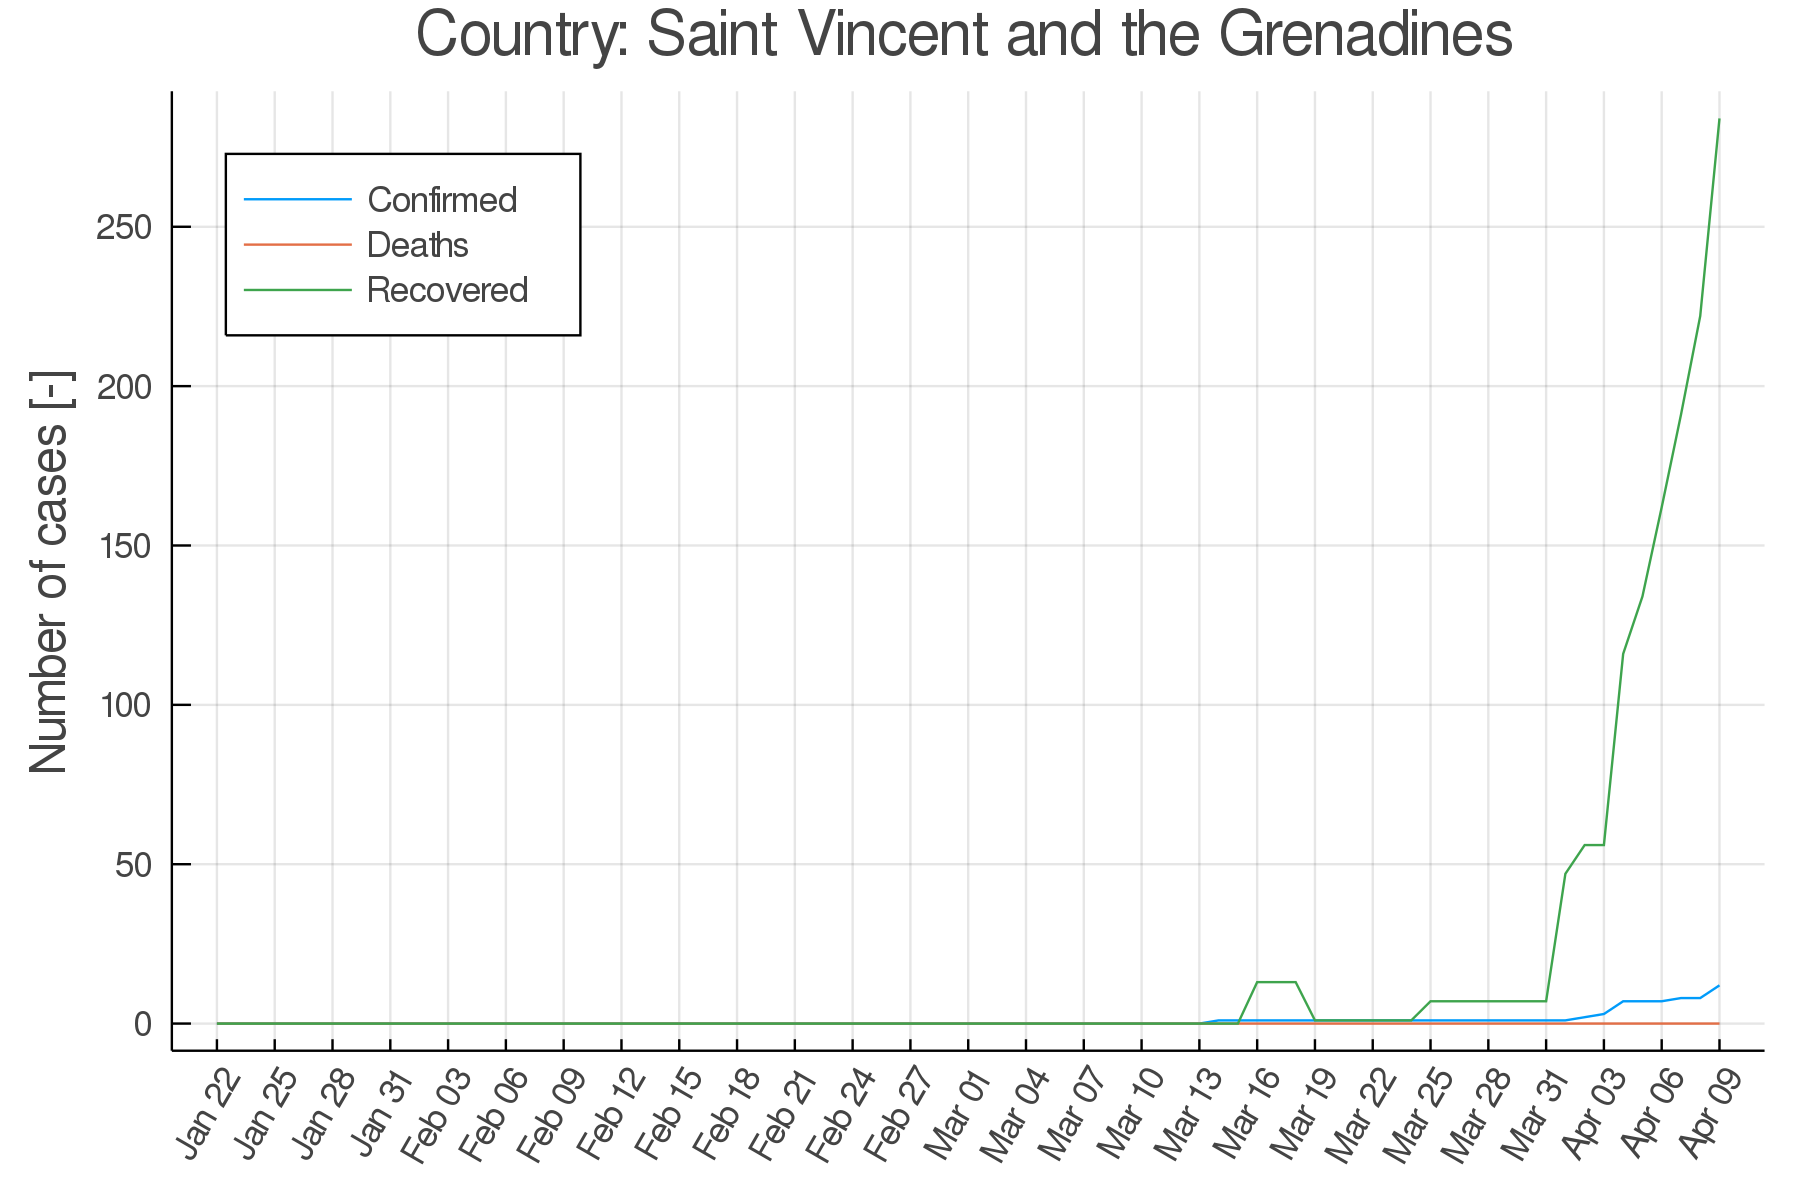 Country: Saint Vincent and the Grenadines
Confirmed
Deaths
Recovered
Number of cases [-]
250
200
150
100
50
0
Jan 22
Jan 25
Jan 28
Jan 31
Feb 03
Feb 06
Feb 09
Feb 12
Feb 15
Feb 18
Feb 21
Feb 24
Feb 27
Mar 01
Mar 04
Mar 07
Mar 10
Mar 13
Mar 16
Mar 19
Mar 22
Mar 25
Mar 28
Mar 31
Apr 03
Apr 06
Apr 09